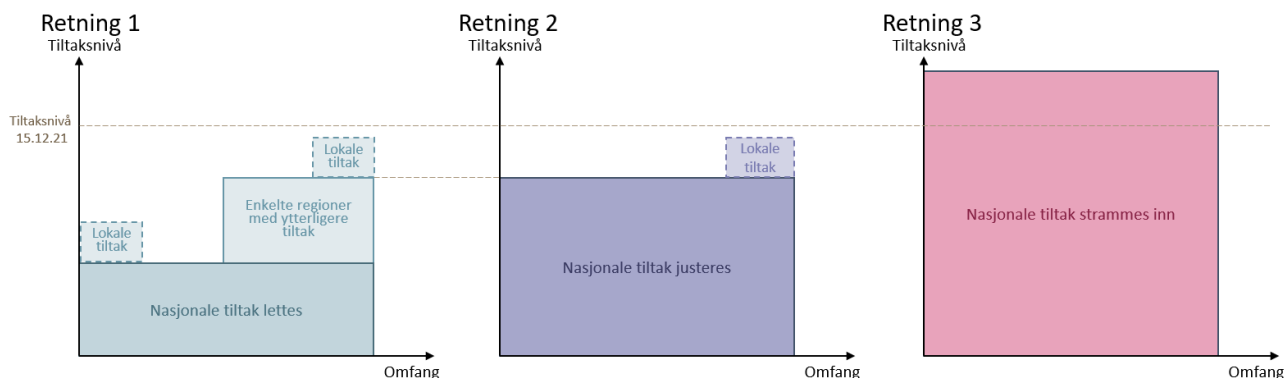 Retning 1
Tiltaksnivå
Tiltaksnivå
15.12.21
Lokale
tiltak
Enkelte regioner
med ytterligere
tiltak
Lokale
tiltak
Nasjonale tiltak lettes
Omfang
Retning 2
Tiltaksnivå
Lokale
tiltak
Nasjonale tiltak justeres
Omfang
Retning 3
Tiltaksnivå
Nasjonale tiltak strammes inn
Omfang